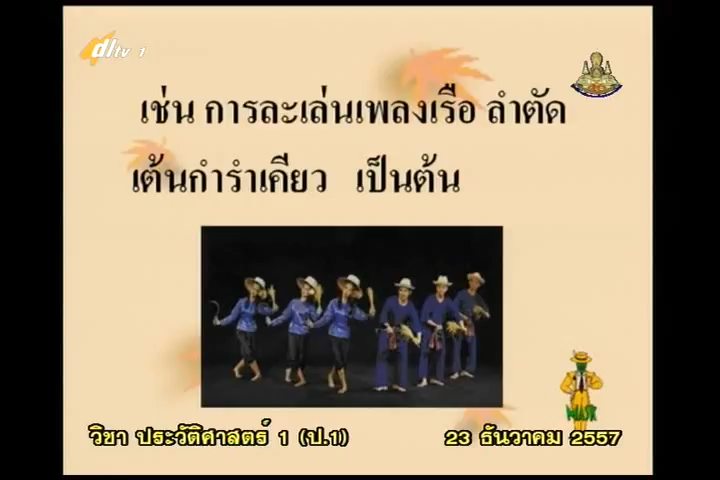 dltv 1
เช่น การละเล่นเพลงเรือ ลำตัด
เต้นกำรำเคียว เป็นต้น
MASK
วิชา ประวัติศาสตร์ 1 (ป.1)
23 ธันวาคม 2557